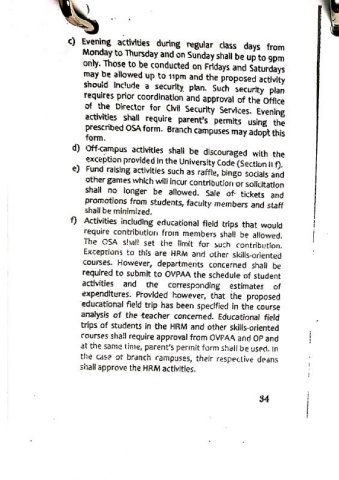 c) Evening activities during regular class days from
Monday to Thursday and on Sunday shall be up to 9pm
only. Those to be conducted on Fridays and Saturdays
may be allowed up to 11pm and the proposed activity
should include a security plan. Such security plan
requires prior coordination and approval of the Office
of the Director for Civil Security Services. Evening
activities shall require parent's permits using the
prescribed OSA form. Branch campuses may adopt this
form.
d) Off-campus activities shall be discouraged with the
exception provided in the University Code (Section II f).
e) Fund raising activities such as raffle, bingo socials and
other games which will incur contribution or solicitation
shall no longer be allowed. Sale of tickets and
promotions from students, faculty members and staff
shall be minimized.
f) Activities including educational field trips that would
require contribution from members shall be allowed.
The OSA shall set the limit for such contribution.
Exceptions to this are HRM and other skills-oriented
courses. However, departments concerned shall be
required to submit to OVPAA the schedule of student
activities and the corresponding estimates of
expenditures. Provided however, that the proposed
educational field trip has been specified in the course
analysis of the teacher concerned. Educational field
trips of students in the HRM and other skills-oriented
courses shall require approval from OVPAA and OP and
at the same time, parent's permit form shall be used. In
the case of branch campuses, their respective deans
shall approve the HRM activities.
94